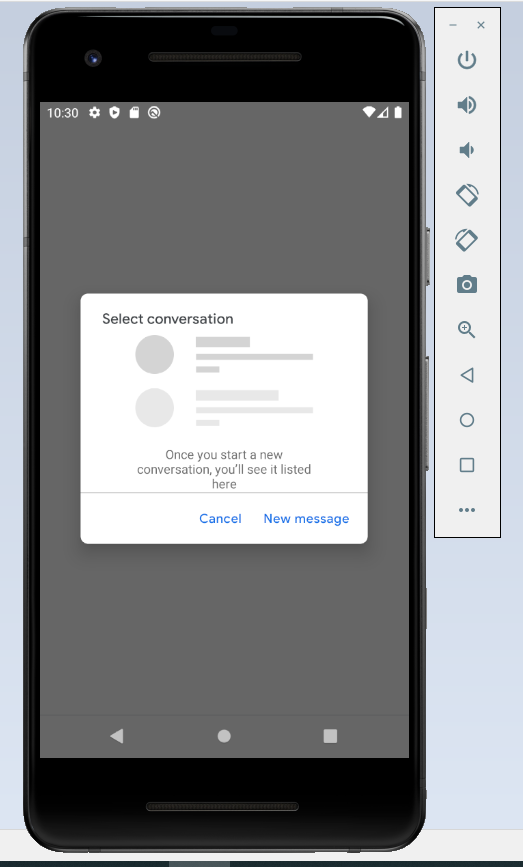 10:30
Select conversation
Once you start a new
conversation, you'll see it listed
here
Cancel New message